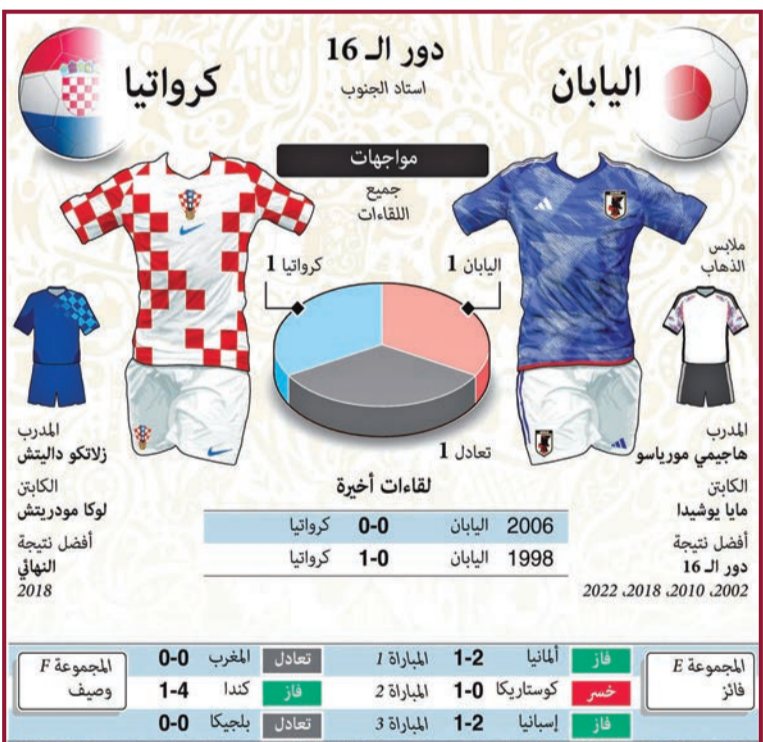 دور الـ 16
استاد الجنوب
اليابان
كرواتيا
مواجهات
جميع
اللقاءات
اليابان 1
كرواتيا 1
تعادل 1
ملابس
الذهاب
المدرب
هاجيمي مورياسو
الكابتن
مايا يوشيدا
أفضل نتيجة
دور الـ 16
2002، 2010، 2018، 2022
المدرب
زلاتكو داليتش
الكابتن
لوكا مودريتش
أفضل نتيجة
النهائي
2018
لقاءات أخيرة
2006 اليابان 0-0 كرواتيا
1998 اليابان 1-0 كرواتيا
المجموعة E
فائز
فاز ألمانيا 1-2 المباراة 1 تعادل المغرب 0-0
خسر كوستاريكا 1-0 المباراة 2 فاز كندا 1-4
فاز إسبانيا 1-2 المباراة 3 تعادل بلجيكا 0-0
المجموعة F
وصيف